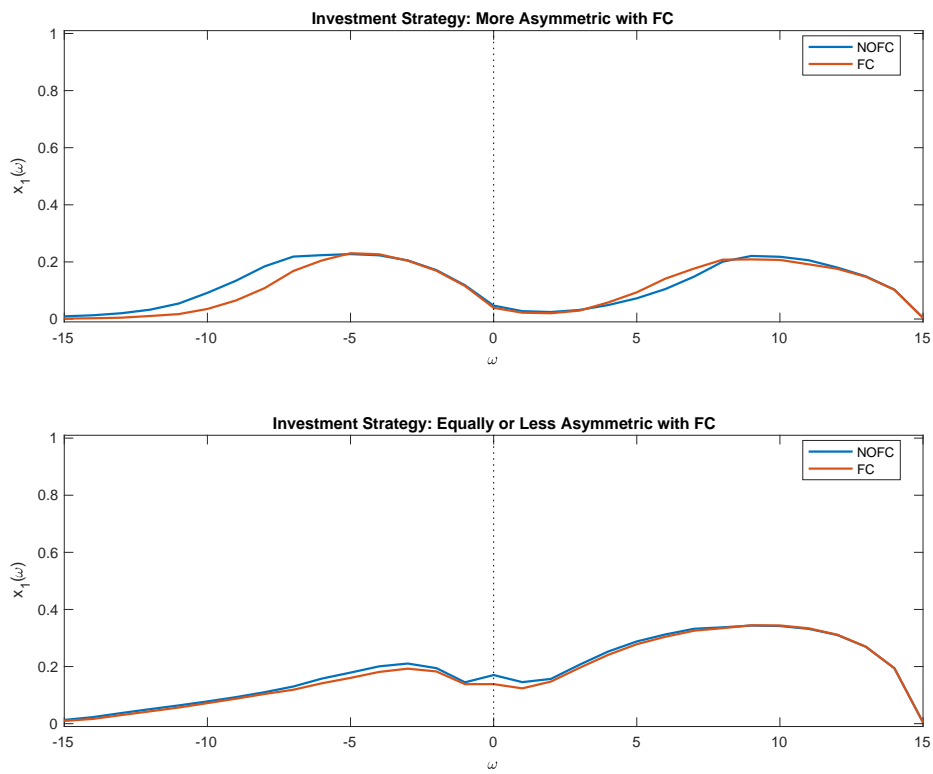 Investment Strategy: More Asymmetric with FC
1
0.8
0.6
0.4
0.2
0
x₁(ω)
NOFC
FC
-15
-10
-5
0
5
10
15
ω
Investment Strategy: Equally or Less Asymmetric with FC
1
0.8
0.6
0.4
0.2
0
x₁(ω)
NOFC
FC
-15
-10
-5
0
5
10
15
ω